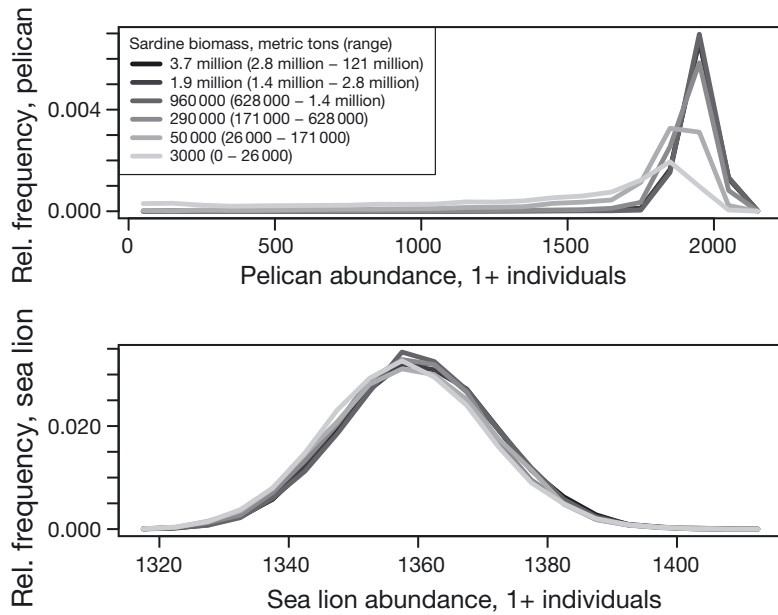 Rel. frequency, pelican
Sardine biomass, metric tons (range)
3.7 million (2.8 million – 121 million)
1.9 million (1.4 million – 2.8 million)
960 000 (628 000 – 1.4 million)
290 000 (171 000 – 628 000)
50 000 (26 000 – 171 000)
3000 (0 – 26 000)
0.004
0.000
0 500 1000 1500 2000
Pelican abundance, 1+ individuals
Rel. frequency, sea lion
0.020
0.000
1320 1340 1360 1380 1400
Sea lion abundance, 1+ individuals